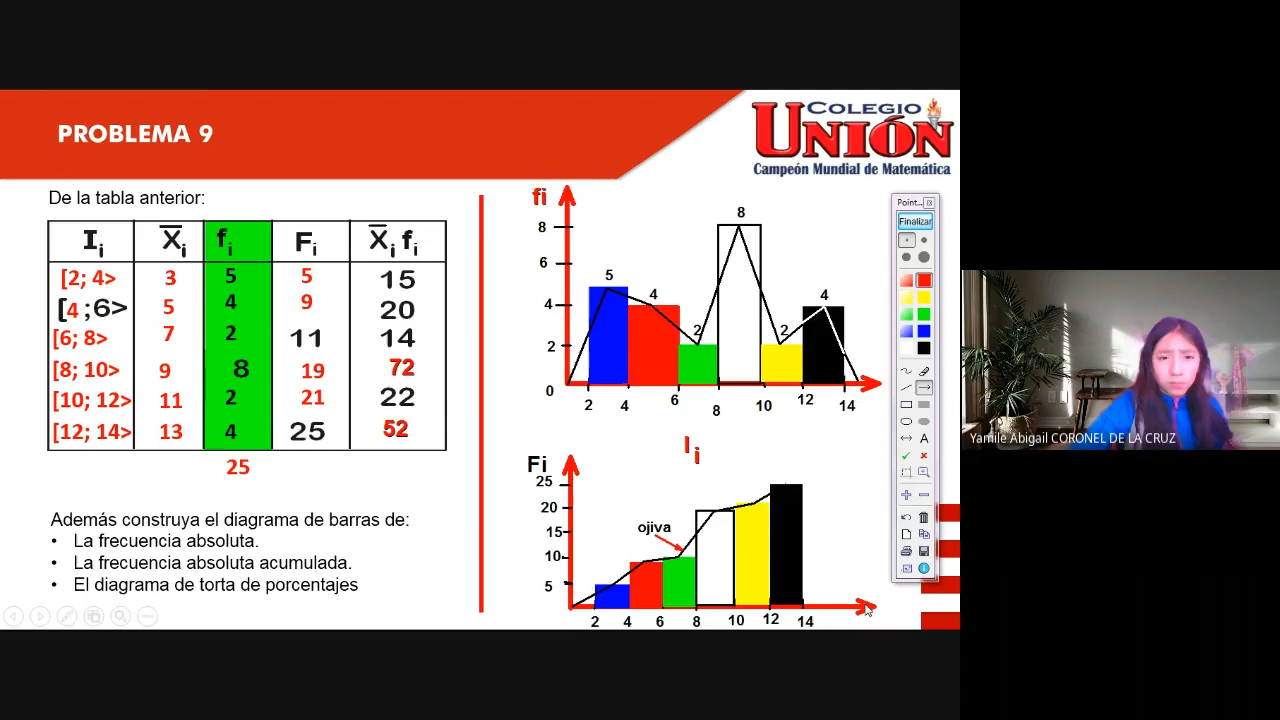 PROBLEMA 9
COLEGIO
UNIÓN
Campeón Mundial de Matemática
De la tabla anterior:
Ii X̅i fi Fi X̅i fi
[2; 4> 3 5 5 15
[4 ;6> 5 4 9 20
[6; 8> 7 2 11 14
[8; 10> 9 8 19 72
[10; 12> 11 2 21 22
[12; 14> 13 4 25 52
25
Además construya el diagrama de barras de:
• La frecuencia absoluta.
• La frecuencia absoluta acumulada.
• El diagrama de torta de porcentajes
fi
8
6
4
2
0
5 4 2 8 2 4
2 4 6 8 10 12 14
Ii
Fi
25
20
15
10
5
ojiva
2 4 6 8 10 12 14
Point...
Finalizar
A
Yamile Abigail CORONEL DE LA CRUZ